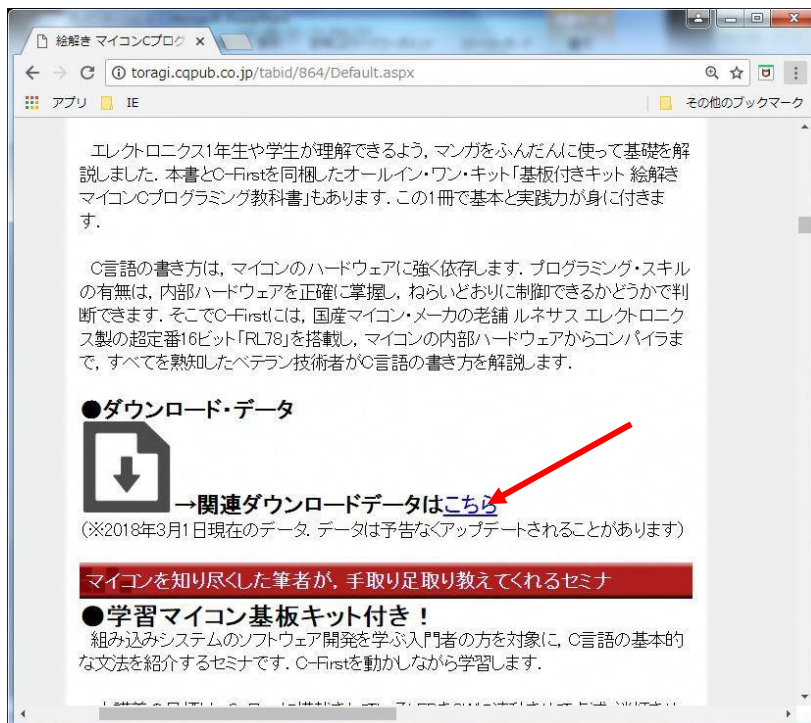 絵解き マイコンCプログ
toragi.cqpub.co.jp/tabid/864/Default.aspx
アプリ IE その他のブックマーク
エレクトロニクス1年生や学生が理解できるよう，マンガをふんだんに使って基礎を解
説しました．本書とC-Firstを同梱したオールイン・ワン・キット「基板付きキット 絵解き
マイコンCプログラミング教科書」もあります．この1冊で基本と実践力が身に付きま
す．
C言語の書き方は，マイコンのハードウェアに強く依存します．プログラミング・スキル
の有無は，内部ハードウェアを正確に掌握し，ねらいどおりに制御できるかどうかで判
断できます．そこでC-First(には，国産マイコン・メーカの老舗 ルネサス エレクトロニク
ス製の超定番16ビット「RL78」を搭載し，マイコンの内部ハードウェアからコンパイラま
で，すべてを熟知したベテラン技術者がC言語の書き方を解説します．
●ダウンロード・データ
→関連ダウンロードデータはこちら
(※2018年3月1日現在のデータ．データは予告なくアップデートされることがあります)
マイコンを知り尽くした筆者が，手取り足取り教えてくれるセミナ
●学習マイコン基板キット付き！
組み込みシステムのソフトウェア開発を学ぶ入門者の方を対象に，C言語の基本的
な文法を紹介するセミナです．C-Firstを動かしながら学習します．